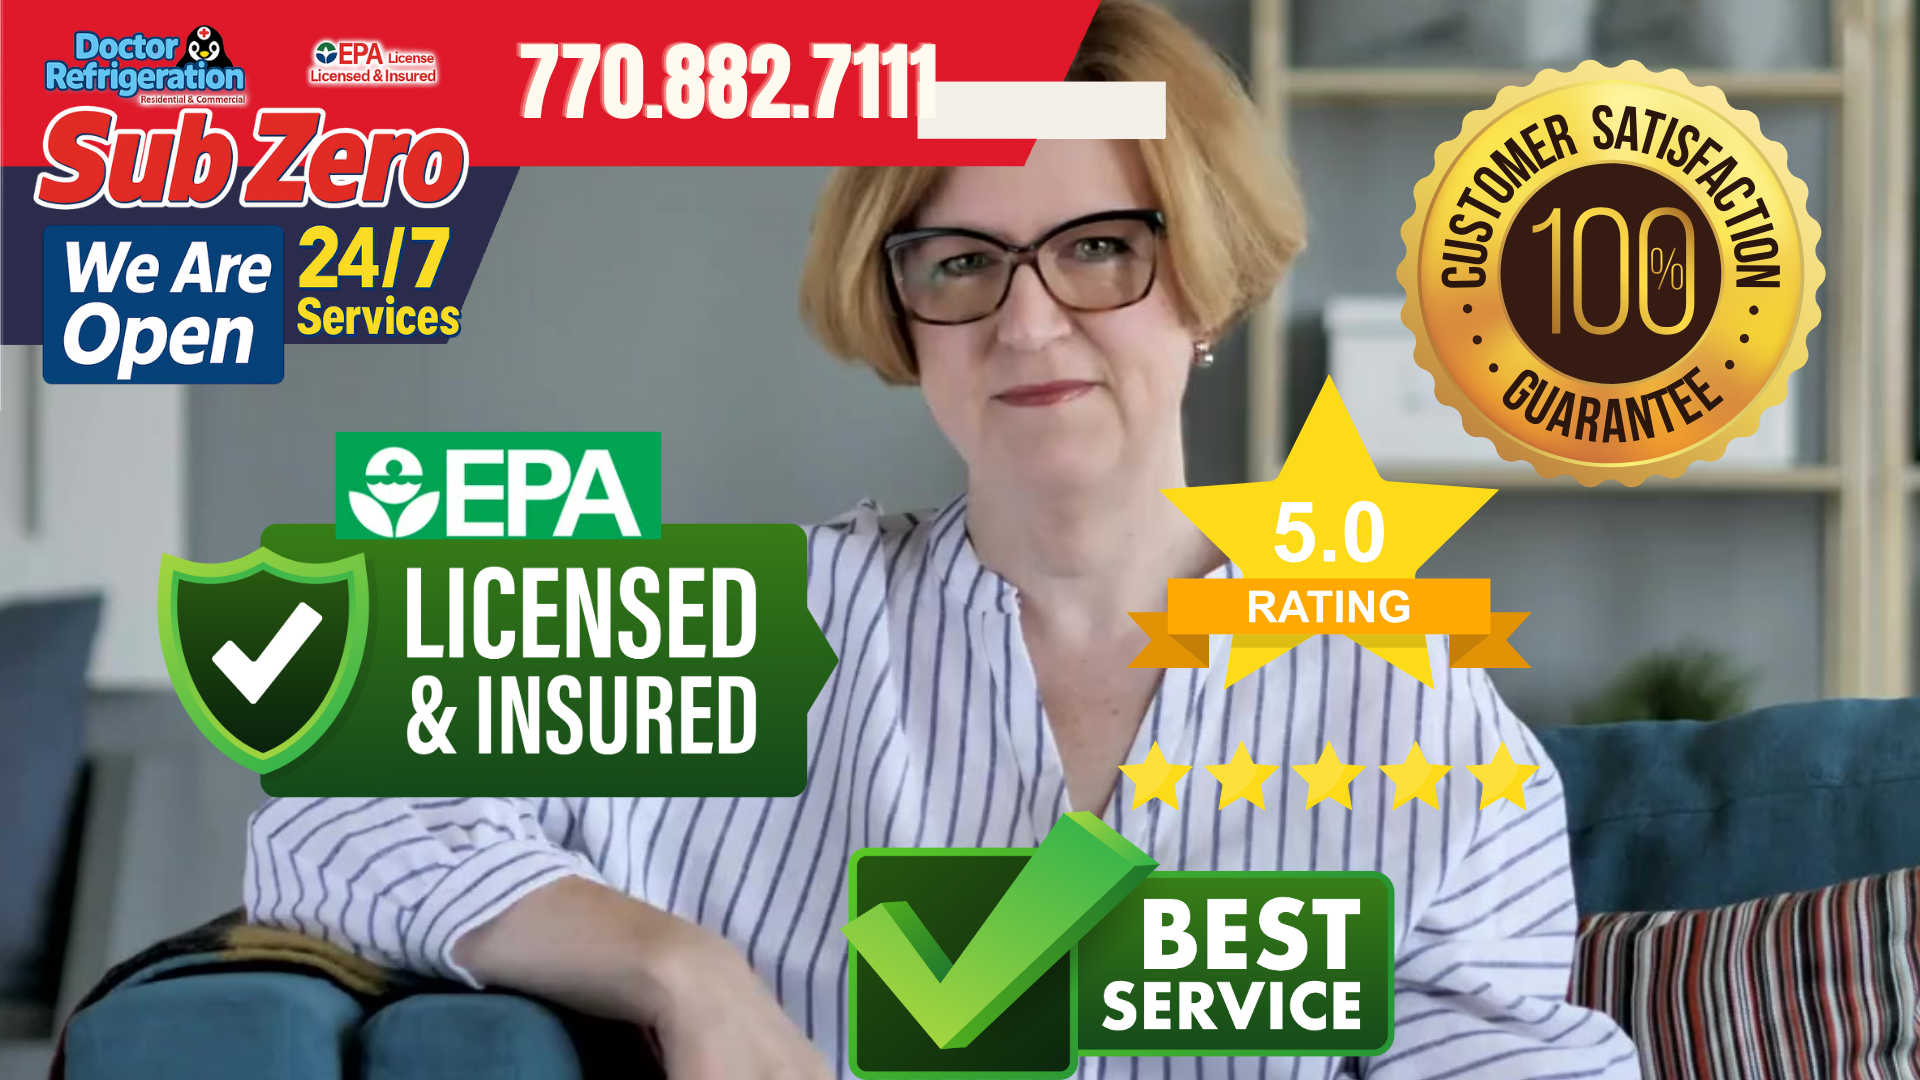 Doctor
Refrigeration
Residential & Commercial
EPA License
Licensed & Insured
770.882.7111
Sub Zero
We Are
Open
24/7
Services
CUSTOMER SATISFACTION
100%
GUARANTEE
EPA
LICENSED
& INSURED
5.0
RATING
BEST
SERVICE